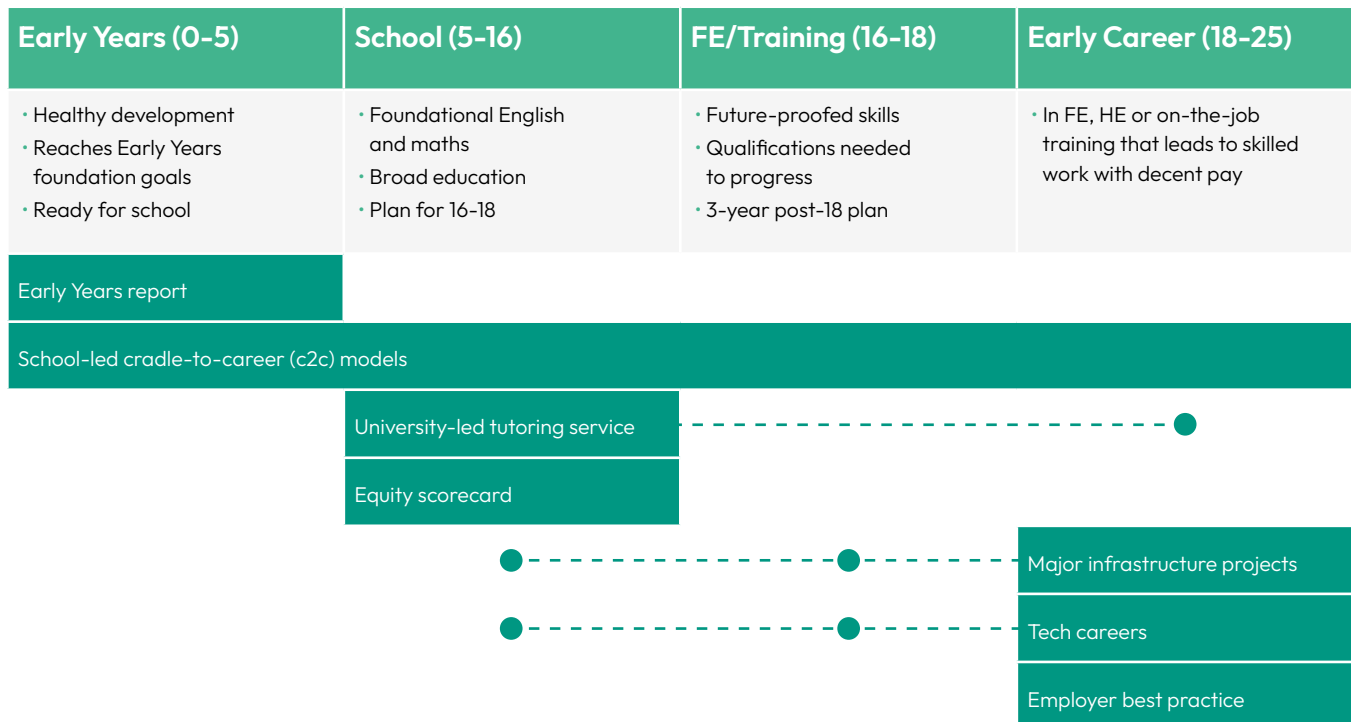 Early Years (0-5)
• Healthy development
• Reaches Early Years
foundation goals
• Ready for school
School (5-16)
• Foundational English
and maths
• Broad education
• Plan for 16-18
FE/Training (16-18)
• Future-proofed skills
• Qualifications needed
to progress
• 3-year post-18 plan
Early Career (18-25)
• In FE, HE or on-the-job
training that leads to skilled
work with decent pay
Early Years report
School-led cradle-to-career (c2c) models
University-led tutoring service
Equity scorecard
Major infrastructure projects
Tech careers
Employer best practice